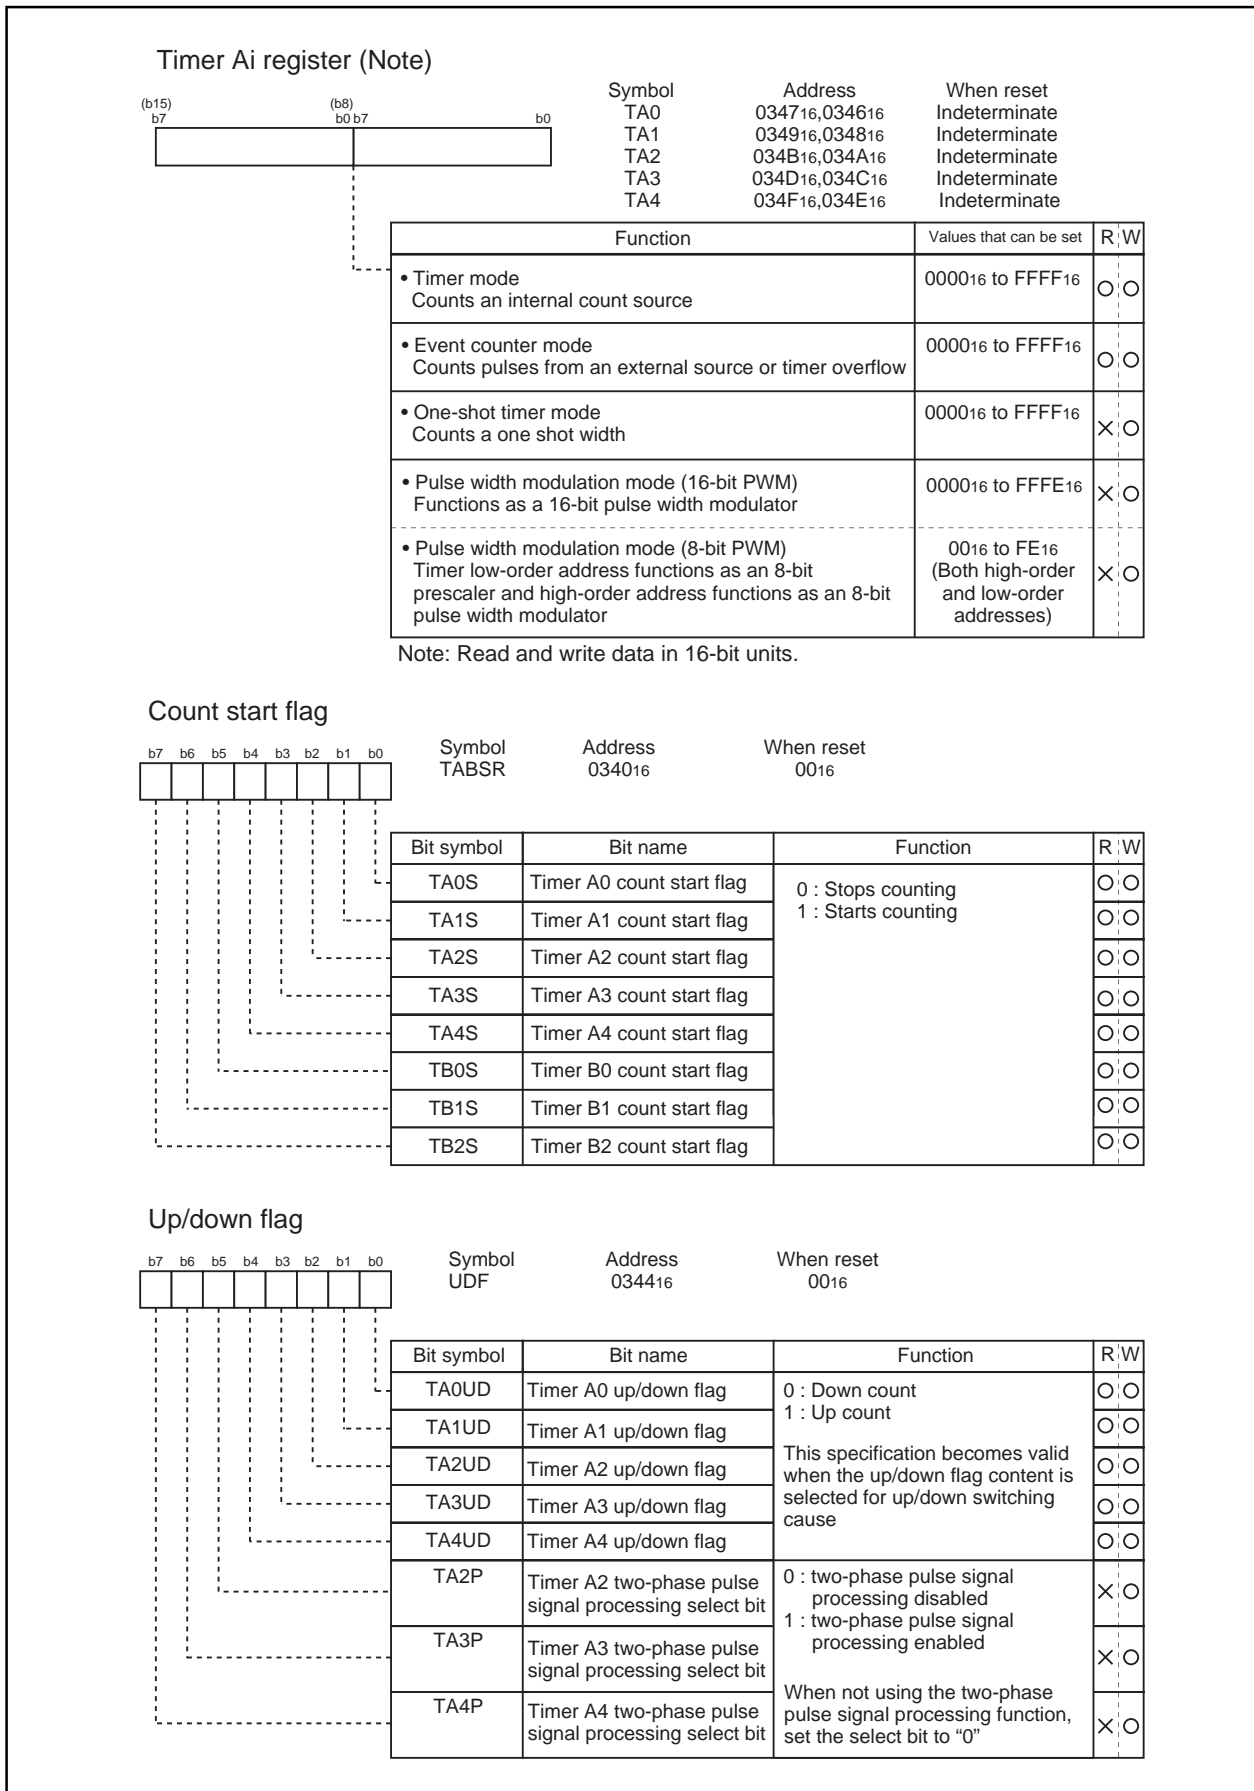 Timer Ai register (Note)
(b15) (b8)
b7 b0 b7 b0
Symbol Address When reset
TA0 034716,034616 Indeterminate
TA1 034916,034816 Indeterminate
TA2 034B16,034A16 Indeterminate
TA3 034D16,034C16 Indeterminate
TA4 034F16,034E16 Indeterminate
Function Values that can be set R W
• Timer mode 000016 to FFFF16
Counts an internal count source
• Event counter mode 000016 to FFFF16
Counts pulses from an external source or timer overflow
• One-shot timer mode 000016 to FFFF16
Counts a one shot width
• Pulse width modulation mode (16-bit PWM) 000016 to FFFE16
Functions as a 16-bit pulse width modulator
• Pulse width modulation mode (8-bit PWM) 0016 to FE16
Timer low-order address functions as an 8-bit (Both high-order
prescaler and high-order address functions as an 8-bit and low-order
pulse width modulator addresses)
Note: Read and write data in 16-bit units.
Count start flag
b7 b6 b5 b4 b3 b2 b1 b0
Symbol Address When reset
TABSR 034016 0016
Bit symbol Bit name Function R W
TA0S Timer A0 count start flag 0 : Stops counting
TA1S Timer A1 count start flag 1 : Starts counting
TA2S Timer A2 count start flag
TA3S Timer A3 count start flag
TA4S Timer A4 count start flag
TB0S Timer B0 count start flag
TB1S Timer B1 count start flag
TB2S Timer B2 count start flag
Up/down flag
b7 b6 b5 b4 b3 b2 b1 b0
Symbol Address When reset
UDF 034416 0016
Bit symbol Bit name Function R W
TA0UD Timer A0 up/down flag 0 : Down count
1 : Up count
TA1UD Timer A1 up/down flag
This specification becomes valid
TA2UD Timer A2 up/down flag when the up/down flag content is
TA3UD Timer A3 up/down flag selected for up/down switching
cause
TA4UD Timer A4 up/down flag
TA2P Timer A2 two-phase pulse 0 : two-phase pulse signal
signal processing select bit processing disabled
1 : two-phase pulse signal
TA3P Timer A3 two-phase pulse processing enabled
signal processing select bit
When not using the two-phase
TA4P Timer A4 two-phase pulse pulse signal processing function,
signal processing select bit set the select bit to “0”